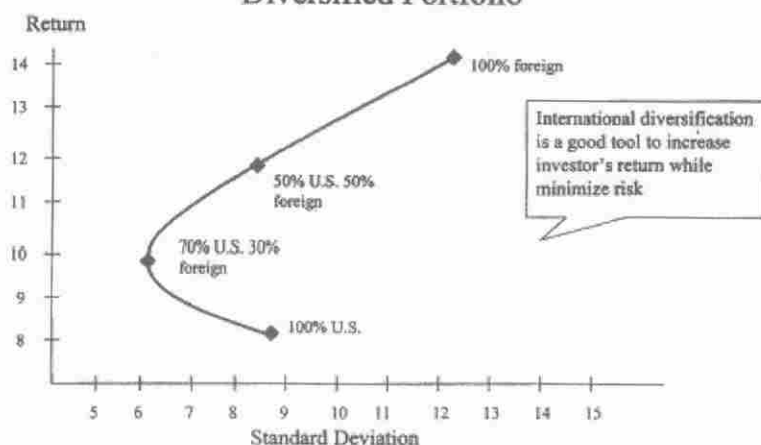 Diversified Portfolio
Return
14
100% foreign
13
International diversification
is a good tool to increase
investor's return while
minimize risk
12
50% U.S. 50%
foreign
11
10
70% U.S. 30%
foreign
9
100% U.S.
8
5 6 7 8 9 10 11 12 13 14 15
Standard Deviation